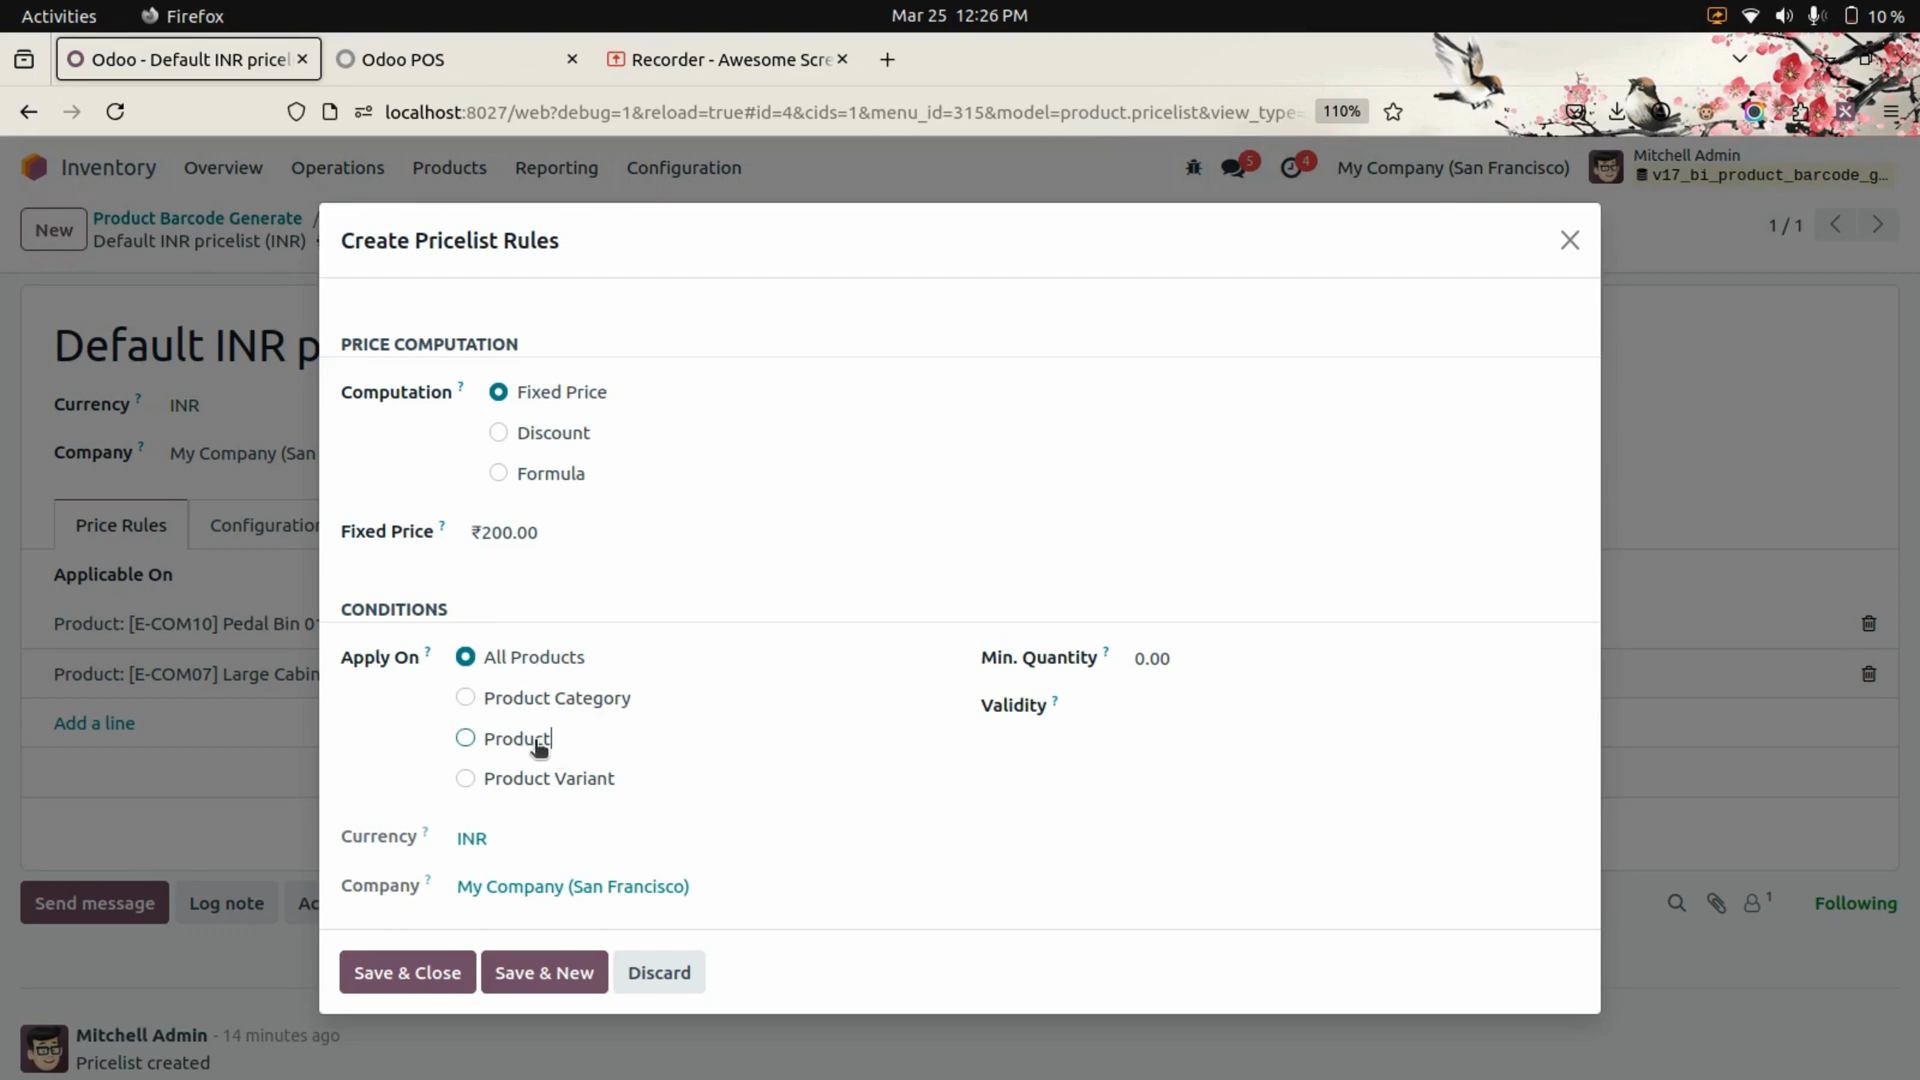 Activities Firefox Mar 25 12:26 PM 10 %
Odoo - Default INR pricel Odoo POS Recorder - Awesome Scre
localhost:8027/web?debug=1&reload=true#id=4&cids=1&menu_id=315&model=product.pricelist&view_type= 110%
Inventory Overview Operations Products Reporting Configuration 5 4 My Company (San Francisco) Mitchell Admin
v17_bi_product_barcode_g…
New Product Barcode Generate / 1 / 1
Default INR pricelist (INR)
Create Pricelist Rules
Default INR p
PRICE COMPUTATION
Computation ? Fixed Price
Currency ? INR
Discount
Company ? My Company (San
Formula
Price Rules Configuration
Fixed Price ? ₹200.00
Applicable On
CONDITIONS
Product: [E-COM10] Pedal Bin 01
Apply On ? All Products Min. Quantity ? 0.00
Product: [E-COM07] Large Cabin
Product Category Validity ?
Add a line
Product
Product Variant
Currency ? INR
Company ? My Company (San Francisco)
Send message Log note Ac 1 Following
Save & Close Save & New Discard
Mitchell Admin - 14 minutes ago
Pricelist created